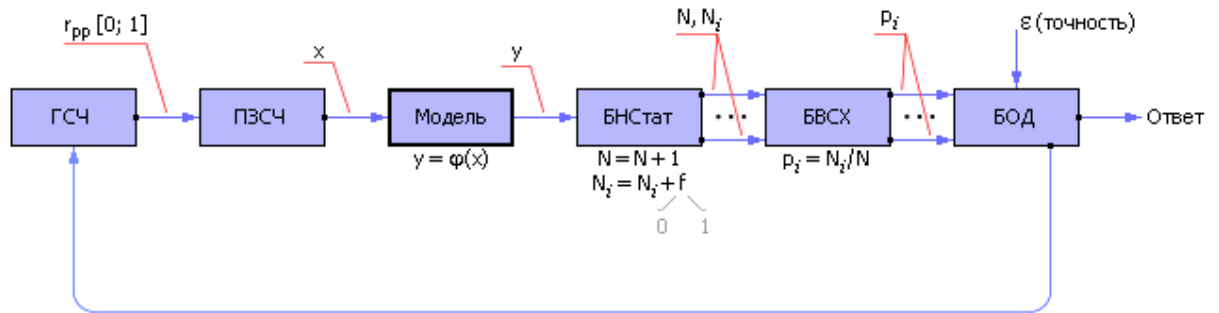 r_pp [0; 1]
x
y
N, N_i
p_i
ε (точность)
ГСЧ
ПЗСЧ
Модель
БНСтат
...
БВСХ
...
БОД
Ответ
y = φ(x)
N = N + 1
N_i = N_i + f
0 1
p_i = N_i/N